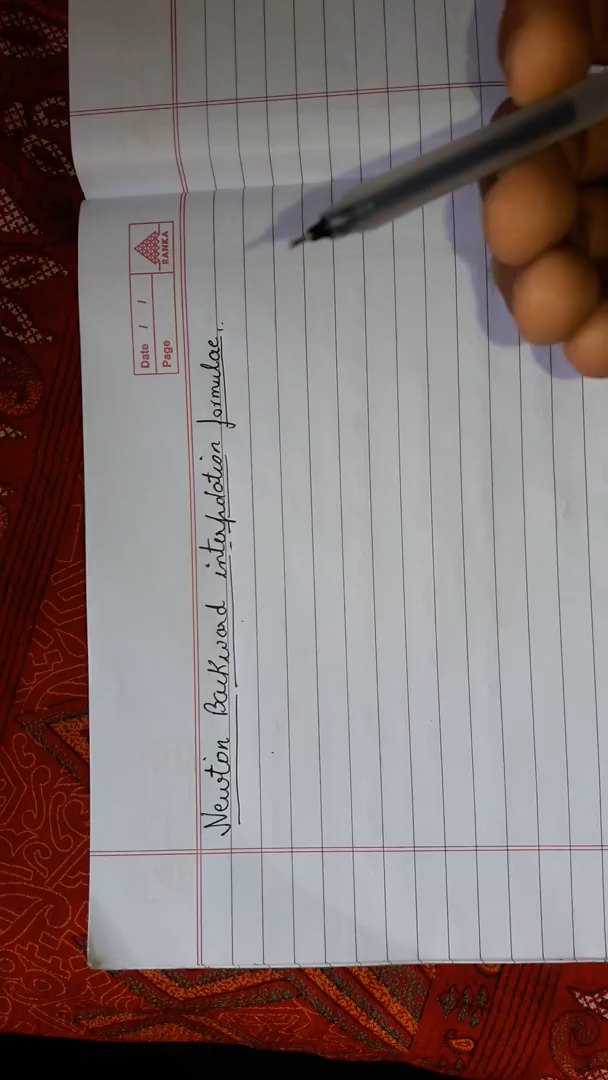 RANKA
Date / /
Page
Newton Backward interpolation formulae.